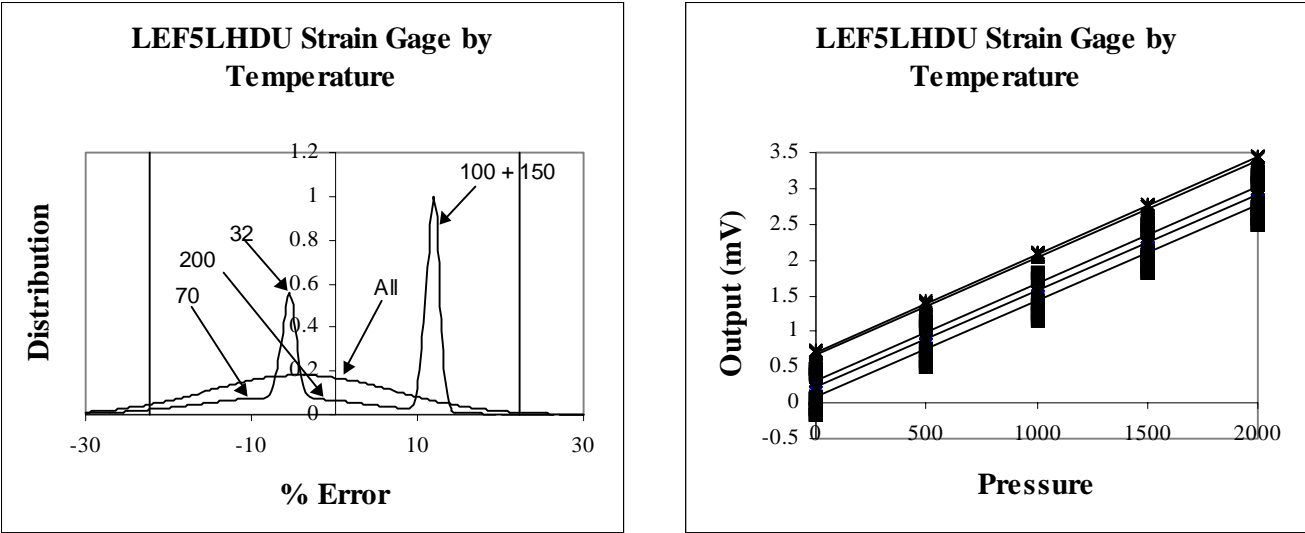 LEF5LHDU Strain Gage by
Temperature
Distribution
1.2
1
0.8
0.6
0.4
0.2
0
100 + 150
32
200
70
All
-30
-10
10
30
% Error
LEF5LHDU Strain Gage by
Temperature
Output (mV)
3.5
3
2.5
2
1.5
1
0.5
0
-0.5
0
500
1000
1500
2000
Pressure